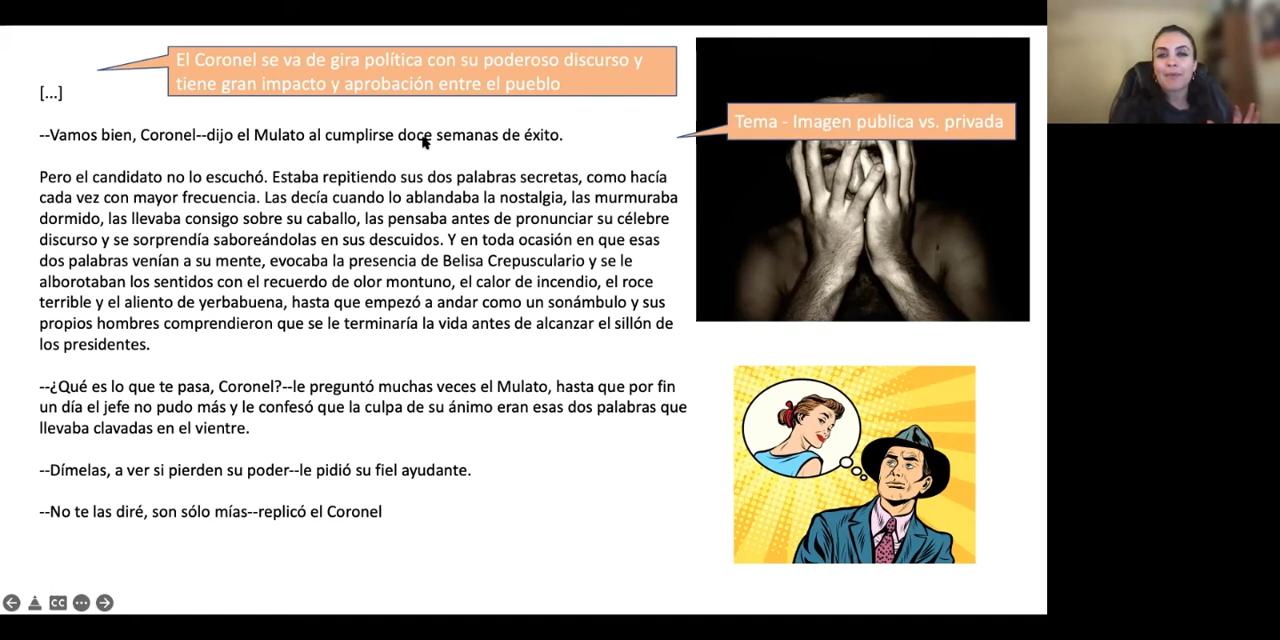 El Coronel se va de gira política con su poderoso discurso y
tiene gran impacto y aprobación entre el pueblo
[...]
--Vamos bien, Coronel--dijo el Mulato al cumplirse doce semanas de éxito.
Tema - Imagen publica vs. privada
Pero el candidato no lo escuchó. Estaba repitiendo sus dos palabras secretas, como hacía
cada vez con mayor frecuencia. Las decía cuando lo ablandaba la nostalgia, las murmuraba
dormido, las llevaba consigo sobre su caballo, las pensaba antes de pronunciar su célebre
discurso y se sorprendía saboreándolas en sus descuidos. Y en toda ocasión en que esas
dos palabras venían a su mente, evocaba la presencia de Belisa Crepusculario y se le
alborotaban los sentidos con el recuerdo de olor montuno, el calor de incendio, el roce
terrible y el aliento de yerbabuena, hasta que empezó a andar como un sonámbulo y sus
propios hombres comprendieron que se le terminaría la vida antes de alcanzar el sillón de
los presidentes.
--¿Qué es lo que te pasa, Coronel?--le preguntó muchas veces el Mulato, hasta que por fin
un día el jefe no pudo más y le confesó que la culpa de su ánimo eran esas dos palabras que
llevaba clavadas en el vientre.
--Dímelas, a ver si pierden su poder--le pidió su fiel ayudante.
--No te las diré, son sólo mías--replicó el Coronel
CC